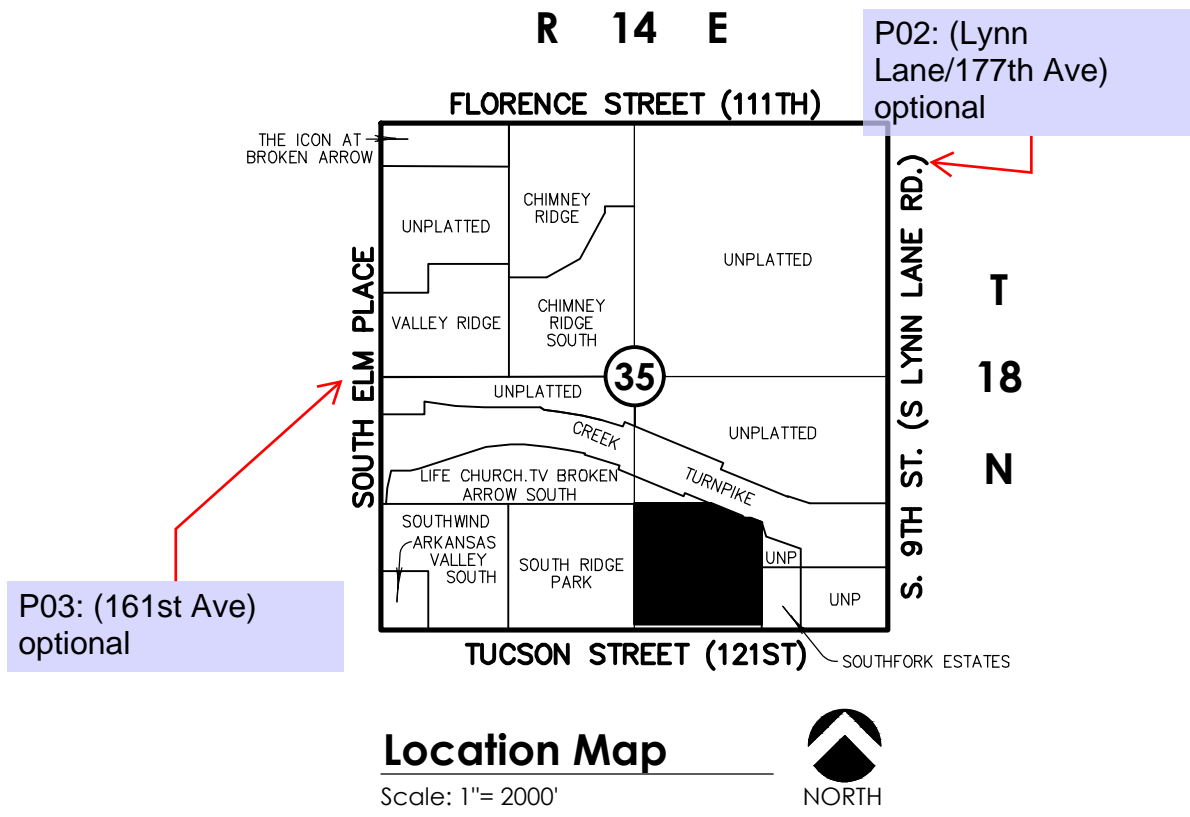 R 14 E
P02: (Lynn
Lane/177th Ave)
optional
FLORENCE STREET (111TH)
THE ICON AT
BROKEN ARROW
CHIMNEY
RIDGE
UNPLATTED
UNPLATTED
SOUTH ELM PLACE
S. 9TH ST. (S LYNN LANE RD.)
T
18
N
VALLEY RIDGE
CHIMNEY
RIDGE
SOUTH
35
UNPLATTED
CREEK
TURNPIKE
UNPLATTED
LIFE CHURCH.TV BROKEN
ARROW SOUTH
SOUTHWIND
ARKANSAS
VALLEY
SOUTH
SOUTH RIDGE
PARK
UNP
UNP
P03: (161st Ave)
optional
TUCSON STREET (121ST)
SOUTHFORK ESTATES
Location Map
Scale: 1"= 2000'
NORTH